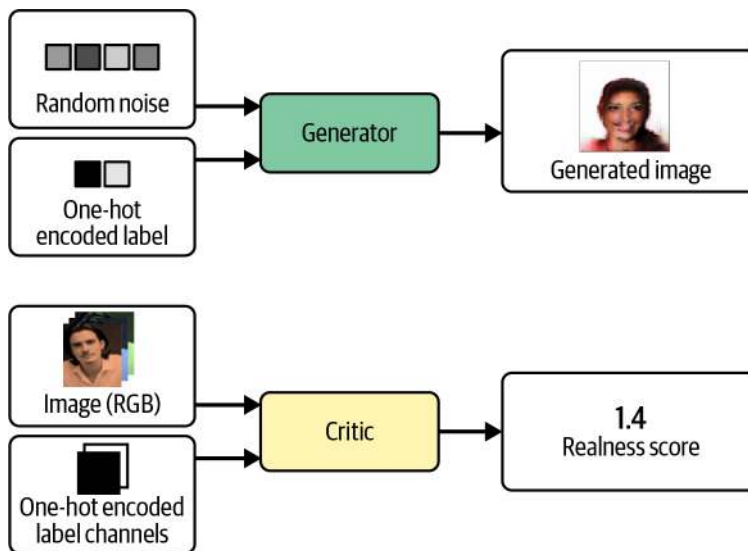 Random noise
One-hot
encoded label
Generator
Generated image
Image (RGB)
One-hot encoded
label channels
Critic
1.4
Realness score